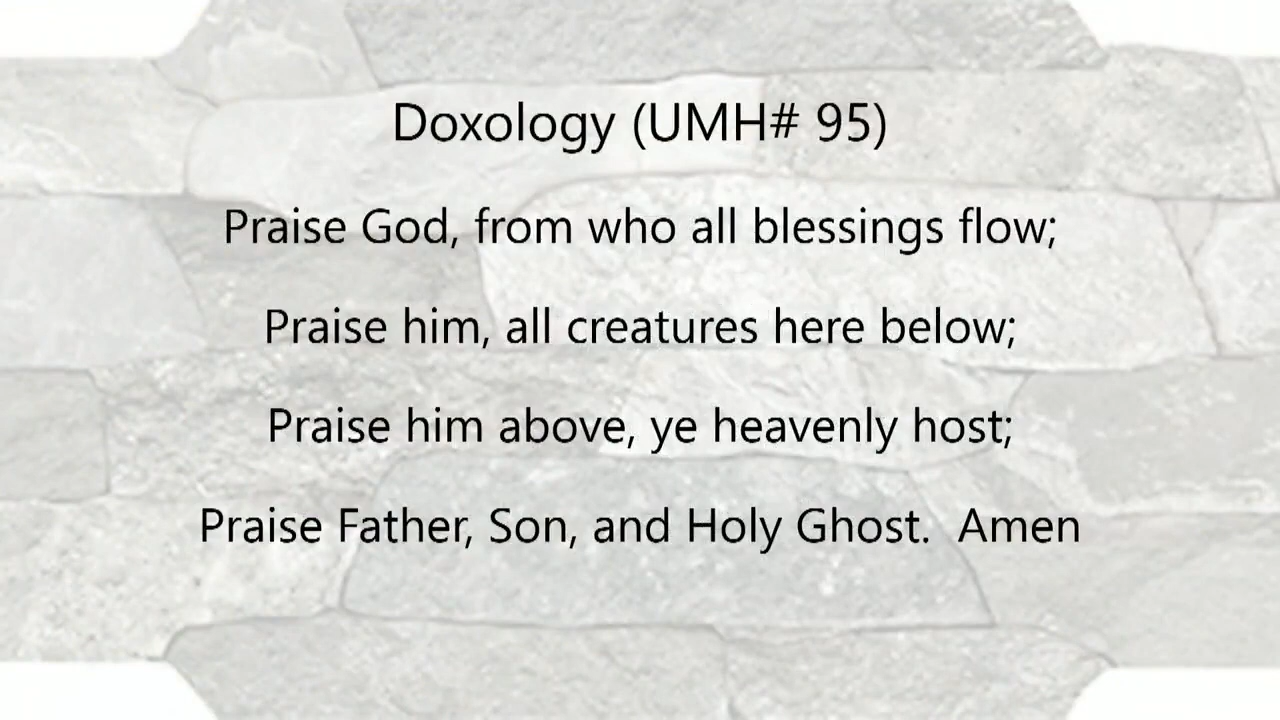 Doxology (UMH# 95)
Praise God, from who all blessings flow;
Praise him, all creatures here below;
Praise him above, ye heavenly host;
Praise Father, Son, and Holy Ghost.  Amen